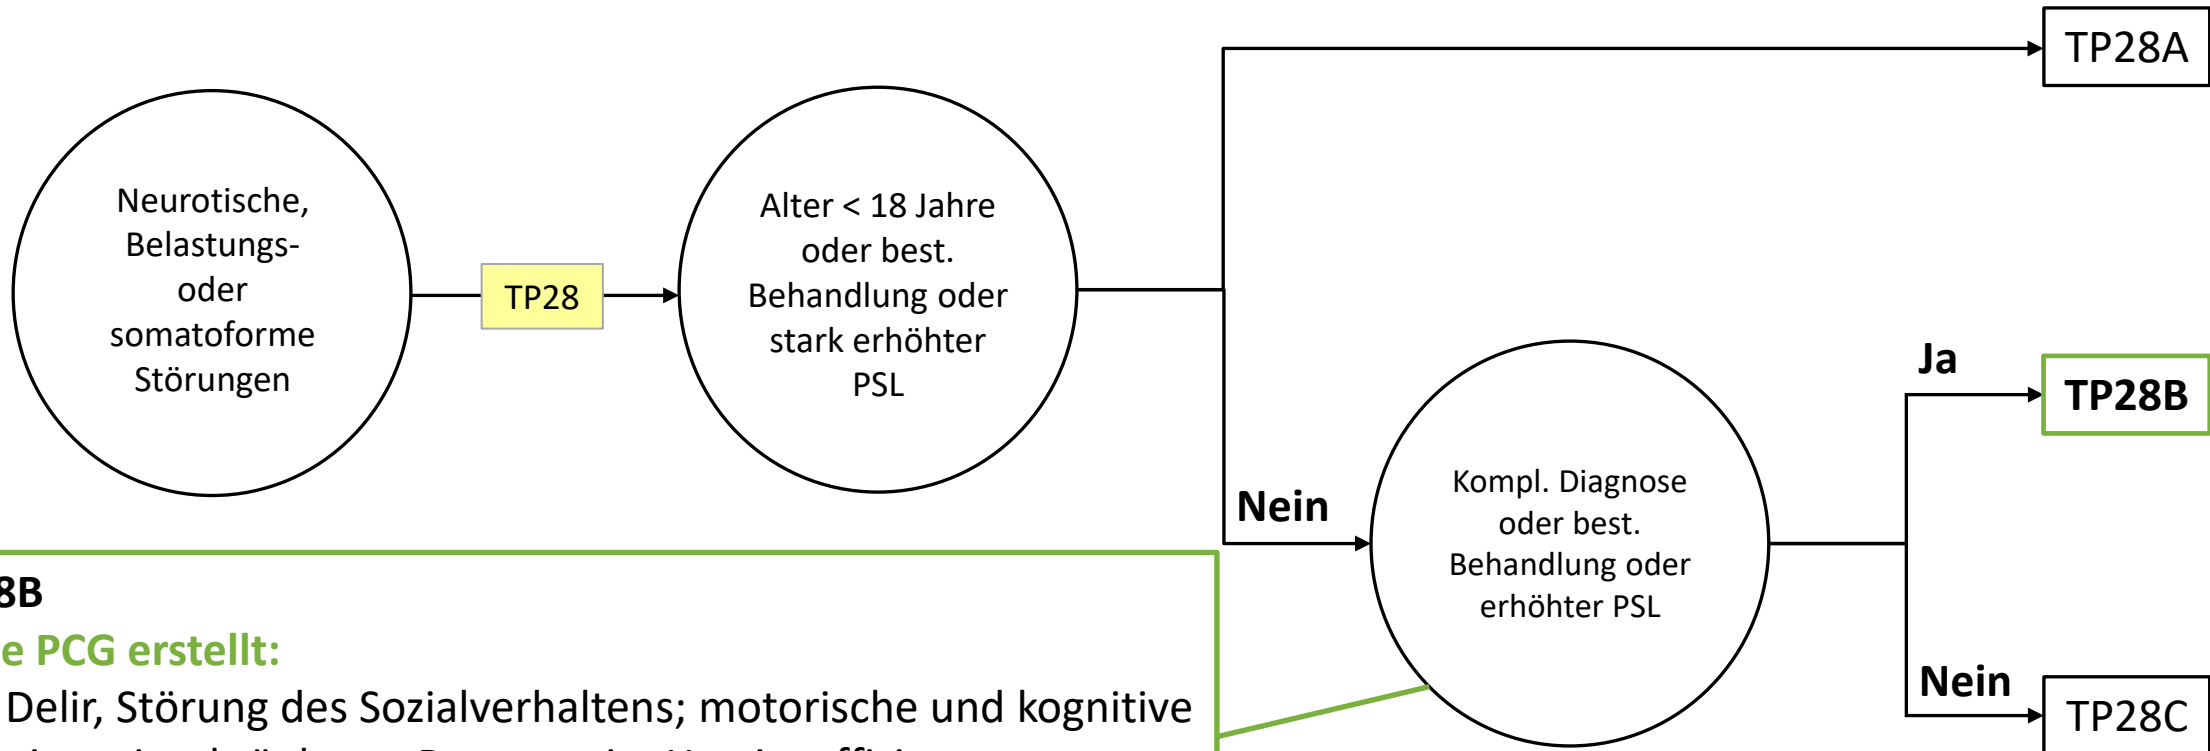 Neurotische,
Belastungs-
oder
somatoforme
Störungen
TP28
Alter < 18 Jahre
oder best.
Behandlung oder
stark erhöhter
PSL
TP28A
Nein
Kompl. Diagnose
oder best.
Behandlung oder
erhöhter PSL
Ja
TP28B
Nein
TP28C
8B
e PCG erstellt:
Delir, Störung des Sozialverhaltens; motorische und kognitive